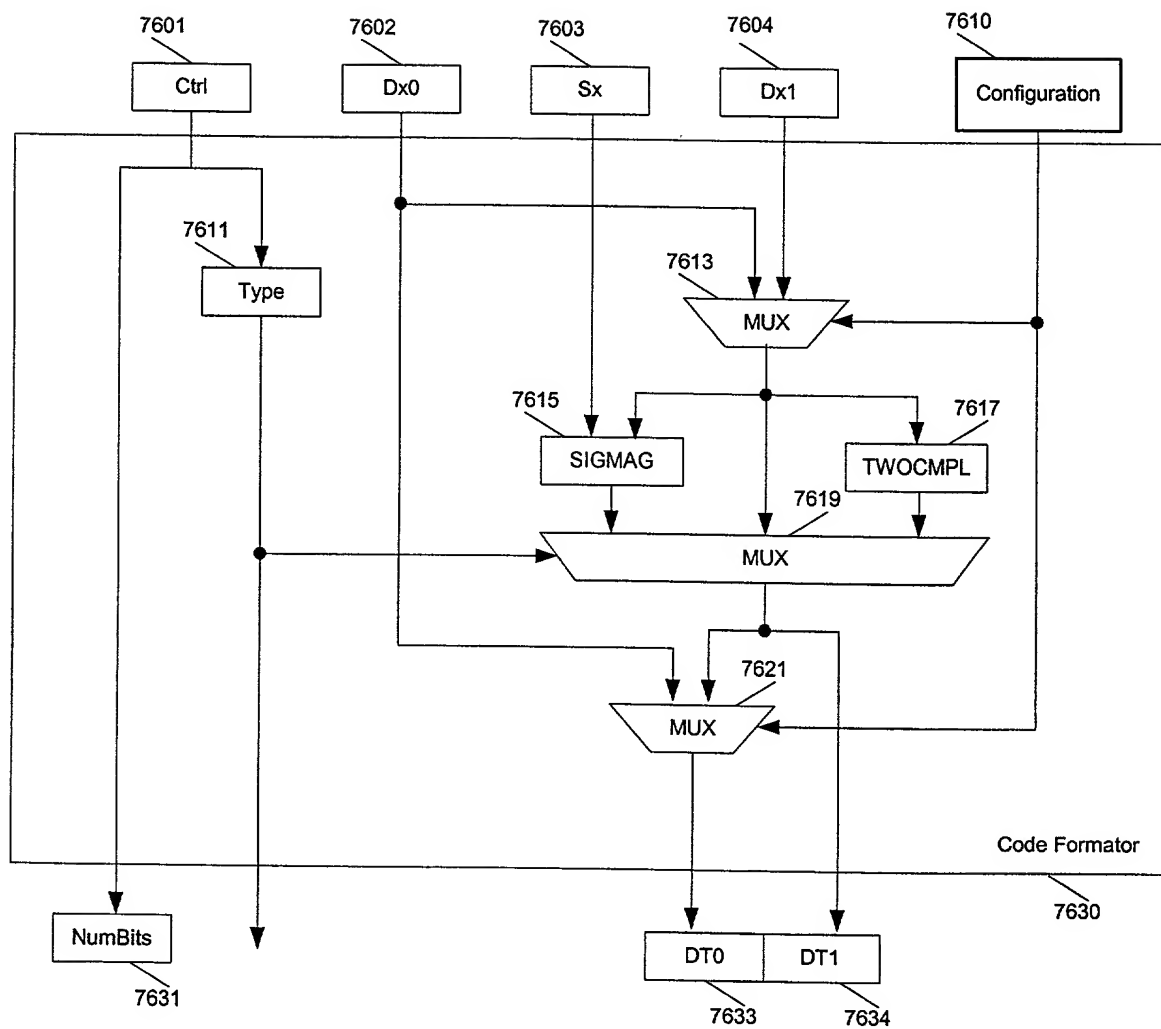 7601
7602
7603
7604
7610
Ctrl
Dx0
Sx
Dx1
Configuration
7611
Type
7613
MUX
7615
SIGMAG
7617
TWOCMPL
7619
MUX
7621
MUX
Code Formator
7630
NumBits
7631
DT0
DT1
7633
7634